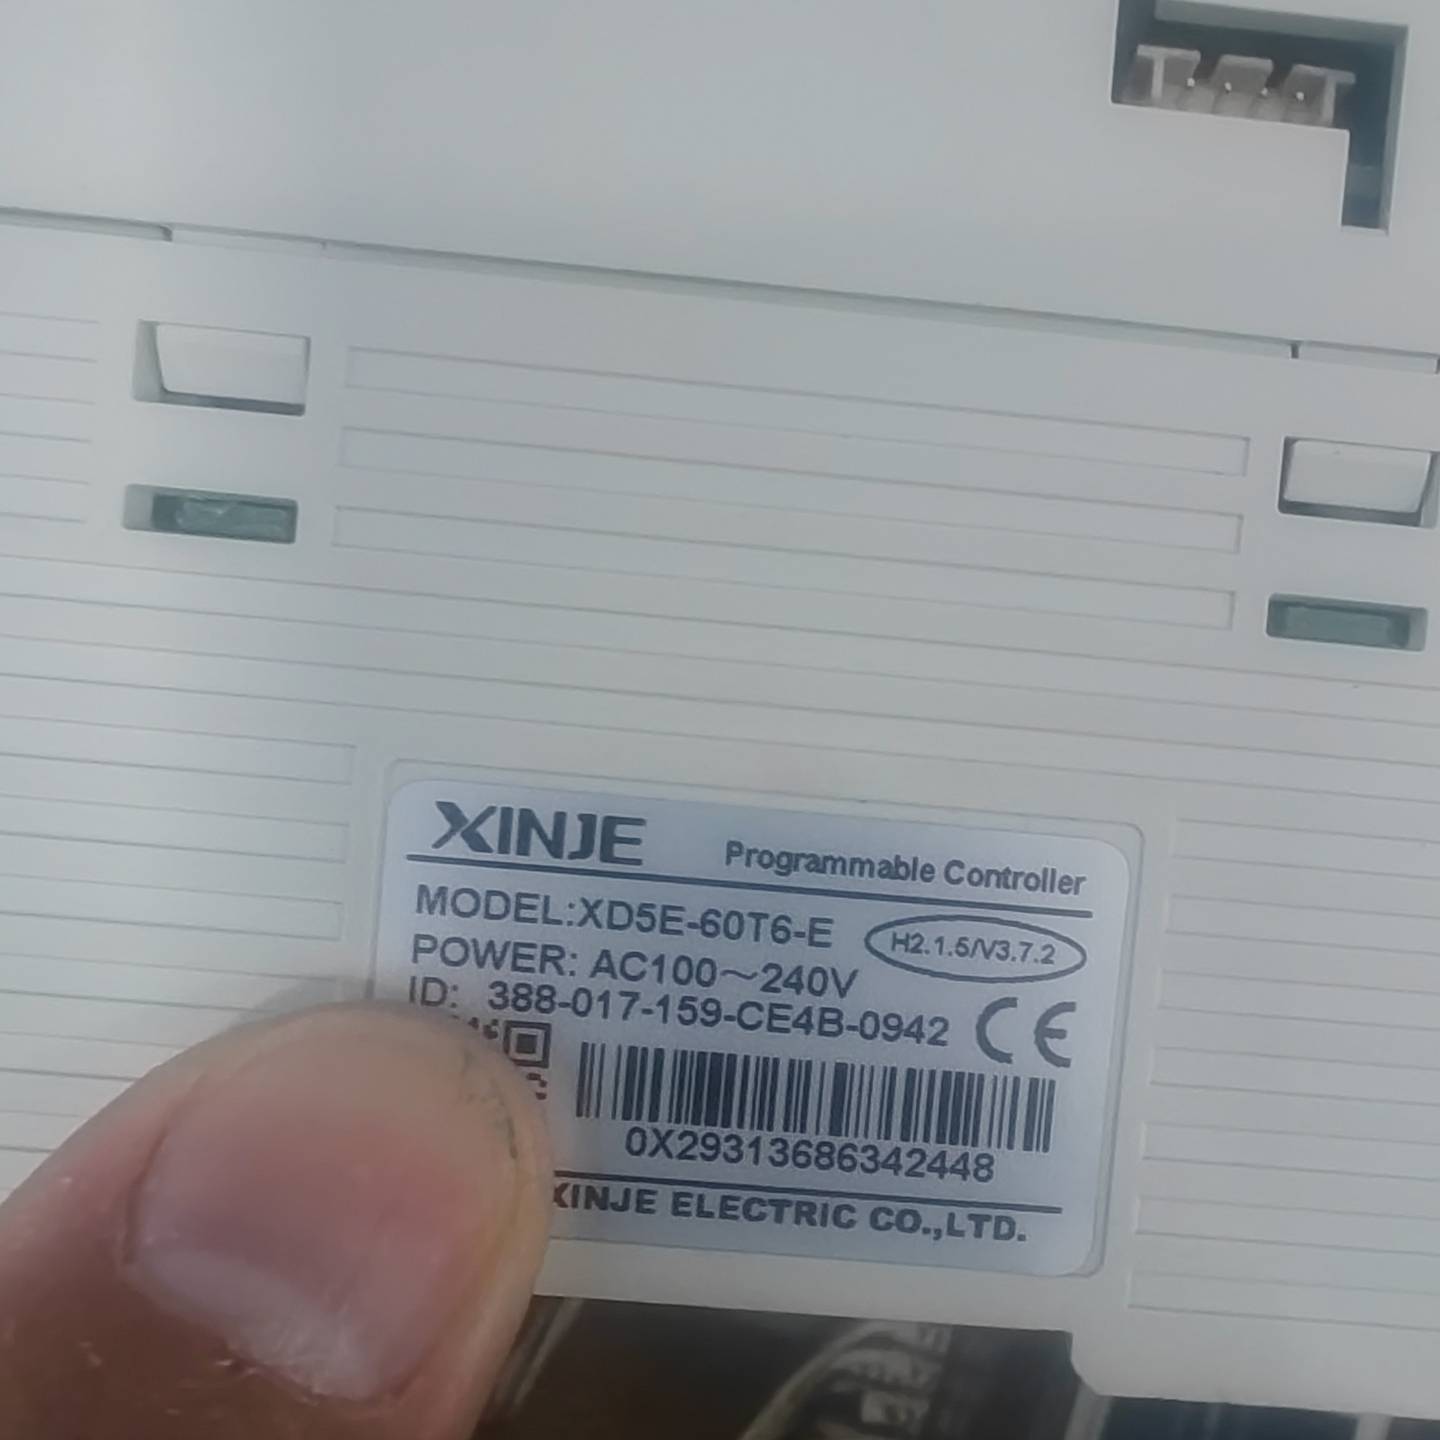 XINJE Programmable Controller
MODEL:XD5E-60T6-E H2.1.5/V3.7.2
POWER: AC100～240V
ID: 388-017-159-CE4B-0942 CE
0X29313686342448
XINJE ELECTRIC CO.,LTD.